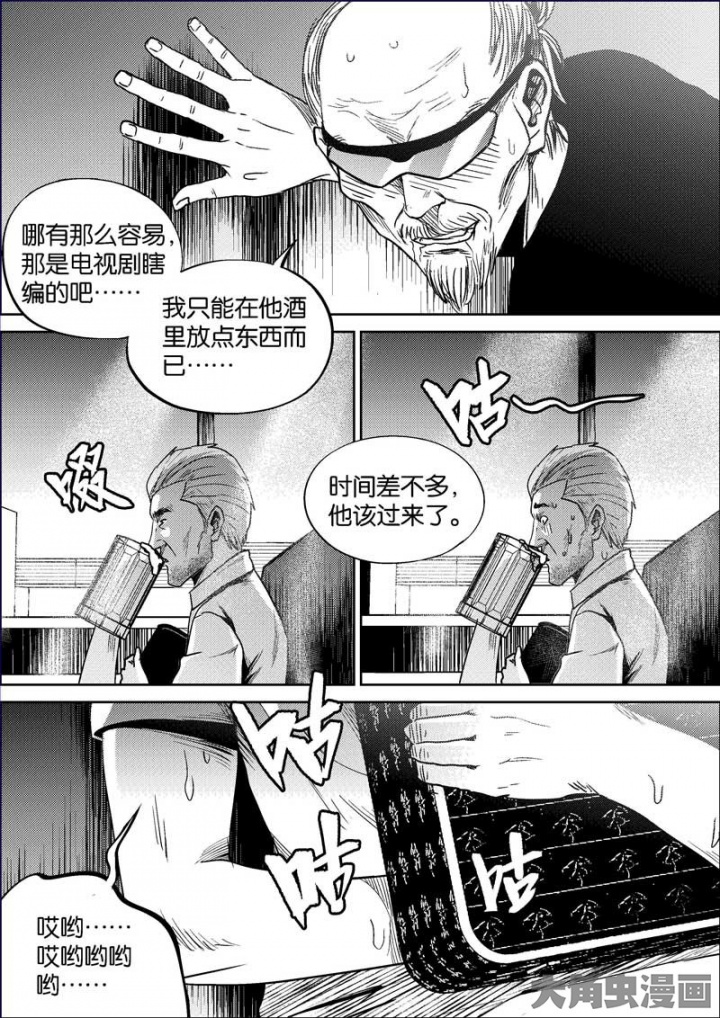 哪有那么容易，
那是电视剧瞎
编的吧……
我只能在他酒
里放点东西而
已……
啜
咕
时间差不多，
他该过来了。
咕
咕
咕
哎哟……
哎哟哟哟
哟……
大角虫漫画